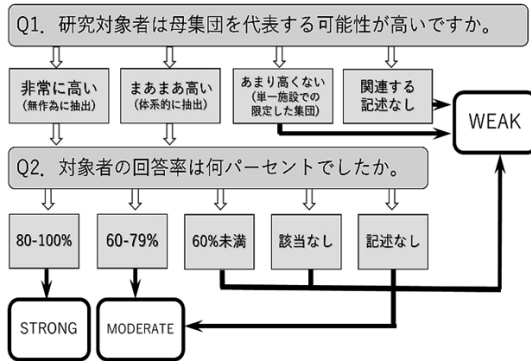 Q1．研究対象者は母集団を代表する可能性が高いですか。
非常に高い
(無作為に抽出)
まあまあ高い
(体系的に抽出)
あまり高くない
(単一施設での
限定した集団)
関連する
記述なし
WEAK
Q2．対象者の回答率は何パーセントでしたか。
80-100%
60-79%
60%未満
該当なし
記述なし
STRONG
MODERATE